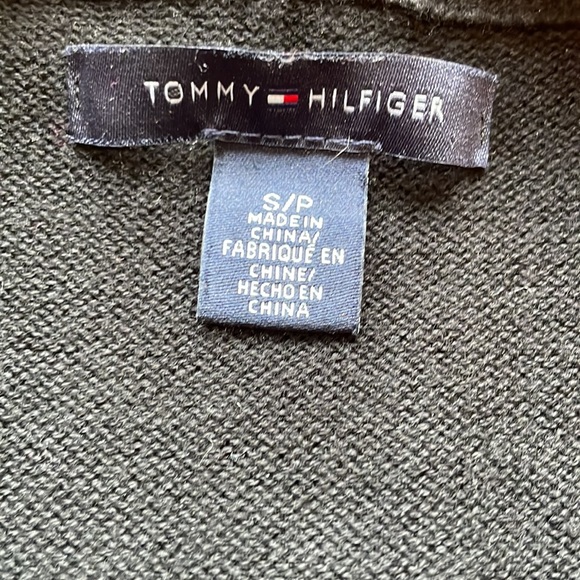 TOMMY HILFIGER
S/P
MADE IN
CHINA/
FABRIQUÉ EN
CHINE/
HECHO EN
CHINA